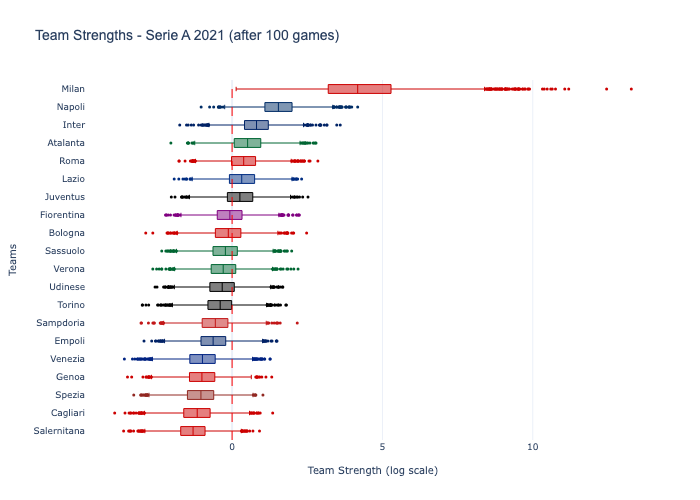 Team Strengths - Serie A 2021 (after 100 games)
Milan
Napoli
Inter
Atalanta
Roma
Lazio
Juventus
Fiorentina
Bologna
Sassuolo
Verona
Udinese
Torino
Sampdoria
Empoli
Venezia
Genoa
Spezia
Cagliari
Salernitana
Teams
0 5 10
Team Strength (log scale)